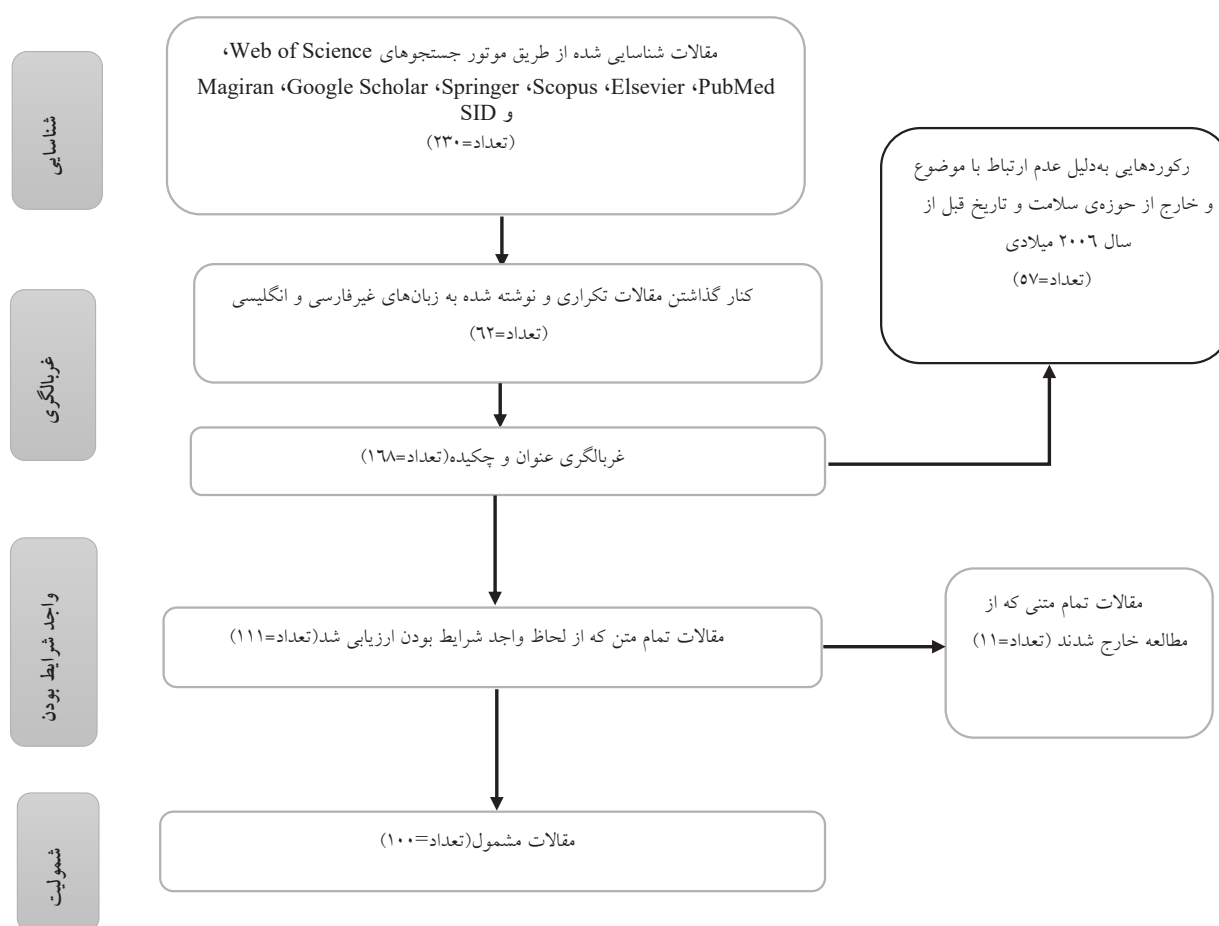 شناسایی
مقالات شناسایی شده از طریق موتور جستجوهای Web of Science،
Magiran ،Google Scholar ،Springer ،Scopus ،Elsevier ،PubMed
و SID
(تعداد=۲۳۰)
رکوردهایی به‌دلیل عدم ارتباط با موضوع
و خارج از حوزه‌ی سلامت و تاریخ قبل از
سال ۲۰۰۶ میلادی
(تعداد=۵۷)
غربالگری
کنار گذاشتن مقالات تکراری و نوشته شده به زبان‌های غیرفارسی و انگلیسی
(تعداد=۶۲)
غربالگری عنوان و چکیده(تعداد=۱۶۸)
واجد شرایط بودن
مقالات تمام متن که از لحاظ واجد شرایط بودن ارزیابی شد(تعداد=۱۱۱)
مقالات تمام متنی که از
مطالعه خارج شدند (تعداد=۱۱)
شمولیت
مقالات مشمول(تعداد=۱۰۰)